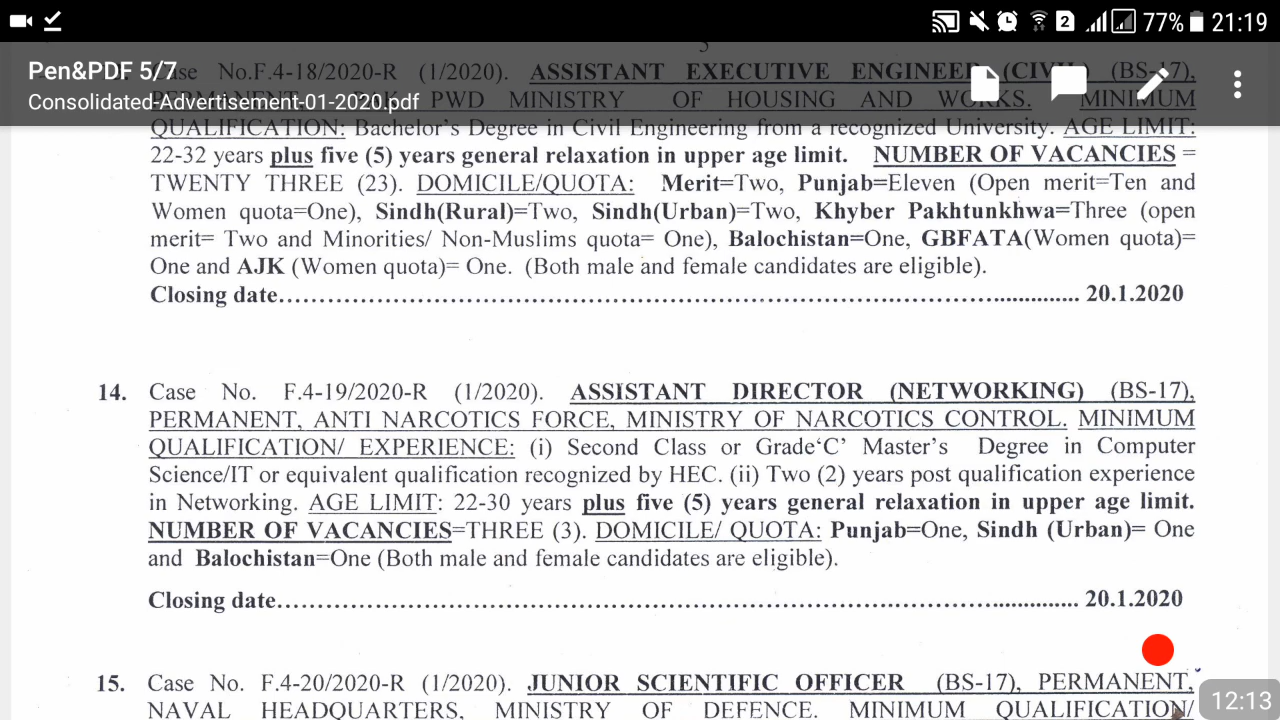 77% 21:19
Pen&PDF 5/7
Consolidated-Advertisement-01-2020.pdf
Case No.F.4-18/2020-R (1/2020). ASSISTANT EXECUTIVE ENGINEER (CIVIL) (BS-17),
PWD MINISTRY OF HOUSING AND WORKS. MINIMUM
QUALIFICATION: Bachelor's Degree in Civil Engineering from a recognized University. AGE LIMIT:
22-32 years plus five (5) years general relaxation in upper age limit. NUMBER OF VACANCIES =
TWENTY THREE (23). DOMICILE/QUOTA: Merit=Two, Punjab=Eleven (Open merit=Ten and
Women quota=One), Sindh(Rural)=Two, Sindh(Urban)=Two, Khyber Pakhtunkhwa=Three (open
merit= Two and Minorities/ Non-Muslims quota= One), Balochistan=One, GBFATA(Women quota)=
One and AJK (Women quota)= One. (Both male and female candidates are eligible).
Closing date........................................................................................................ 20.1.2020
14. Case No. F.4-19/2020-R (1/2020). ASSISTANT DIRECTOR (NETWORKING) (BS-17),
PERMANENT, ANTI NARCOTICS FORCE, MINISTRY OF NARCOTICS CONTROL. MINIMUM
QUALIFICATION/ EXPERIENCE: (i) Second Class or Grade‘C’ Master's Degree in Computer
Science/IT or equivalent qualification recognized by HEC. (ii) Two (2) years post qualification experience
in Networking. AGE LIMIT: 22-30 years plus five (5) years general relaxation in upper age limit.
NUMBER OF VACANCIES=THREE (3). DOMICILE/ QUOTA: Punjab=One, Sindh (Urban)= One
and Balochistan=One (Both male and female candidates are eligible).
Closing date........................................................................................................ 20.1.2020
15. Case No. F.4-20/2020-R (1/2020). JUNIOR SCIENTIFIC OFFICER (BS-17), PERMANENT,
NAVAL HEADQUARTERS, MINISTRY OF DEFENCE. MINIMUM QUALIFICATION/
12:13